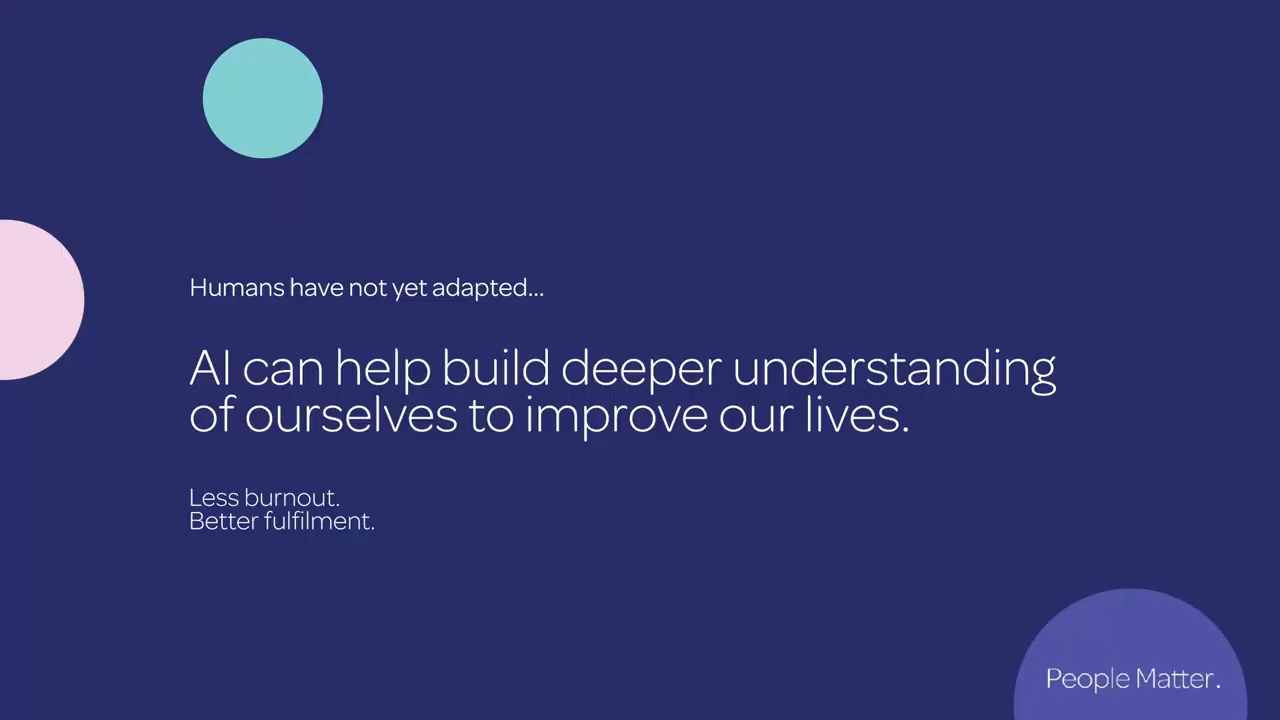 Humans have not yet adapted...
AI can help build deeper understanding
of ourselves to improve our lives.
Less burnout.
Better fulfilment.
People Matter.